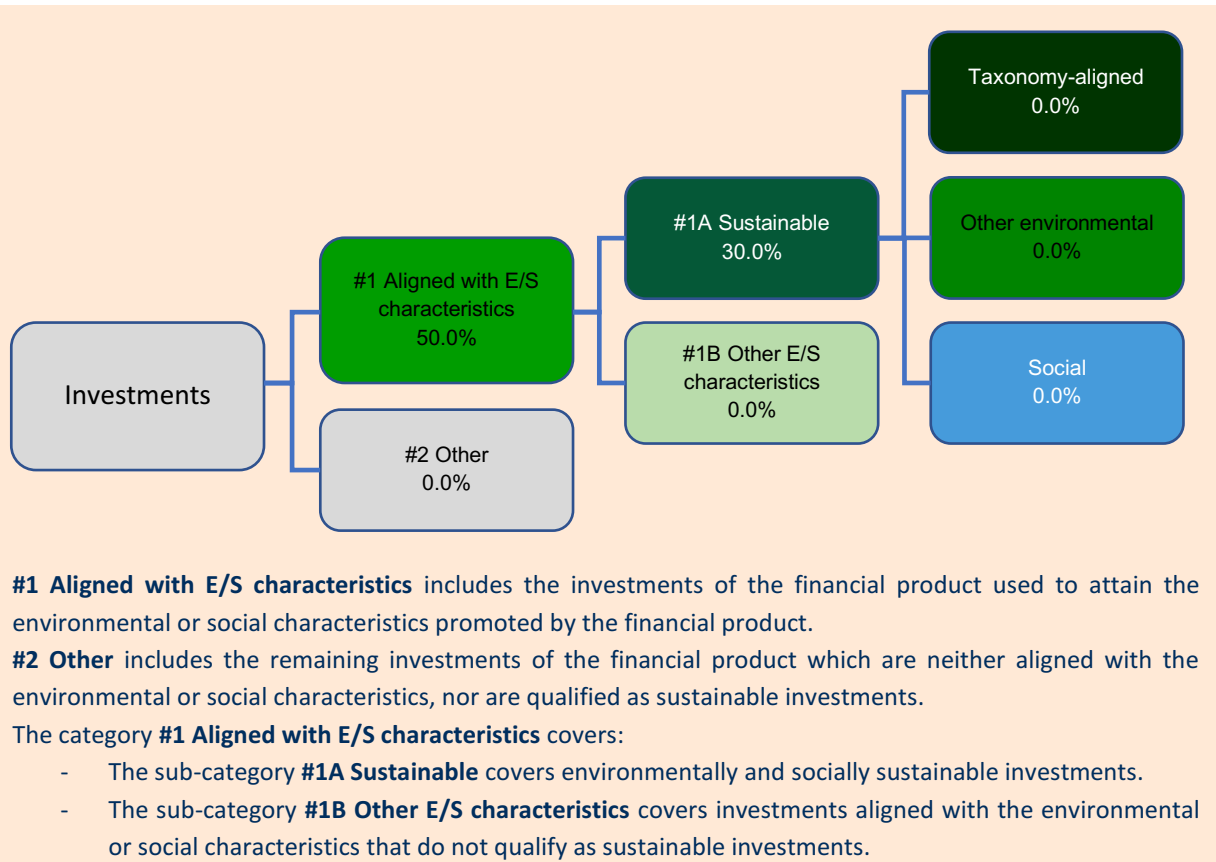 Taxonomy-aligned
0.0%
#1A Sustainable
30.0%
Other environmental
0.0%
#1 Aligned with E/S
characteristics
50.0%
#1B Other E/S
characteristics
0.0%
Social
0.0%
Investments
#2 Other
0.0%
#1 Aligned with E/S characteristics includes the investments of the financial product used to attain the
environmental or social characteristics promoted by the financial product.
#2 Other includes the remaining investments of the financial product which are neither aligned with the
environmental or social characteristics, nor are qualified as sustainable investments.
The category #1 Aligned with E/S characteristics covers:
- The sub-category #1A Sustainable covers environmentally and socially sustainable investments.
- The sub-category #1B Other E/S characteristics covers investments aligned with the environmental
or social characteristics that do not qualify as sustainable investments.